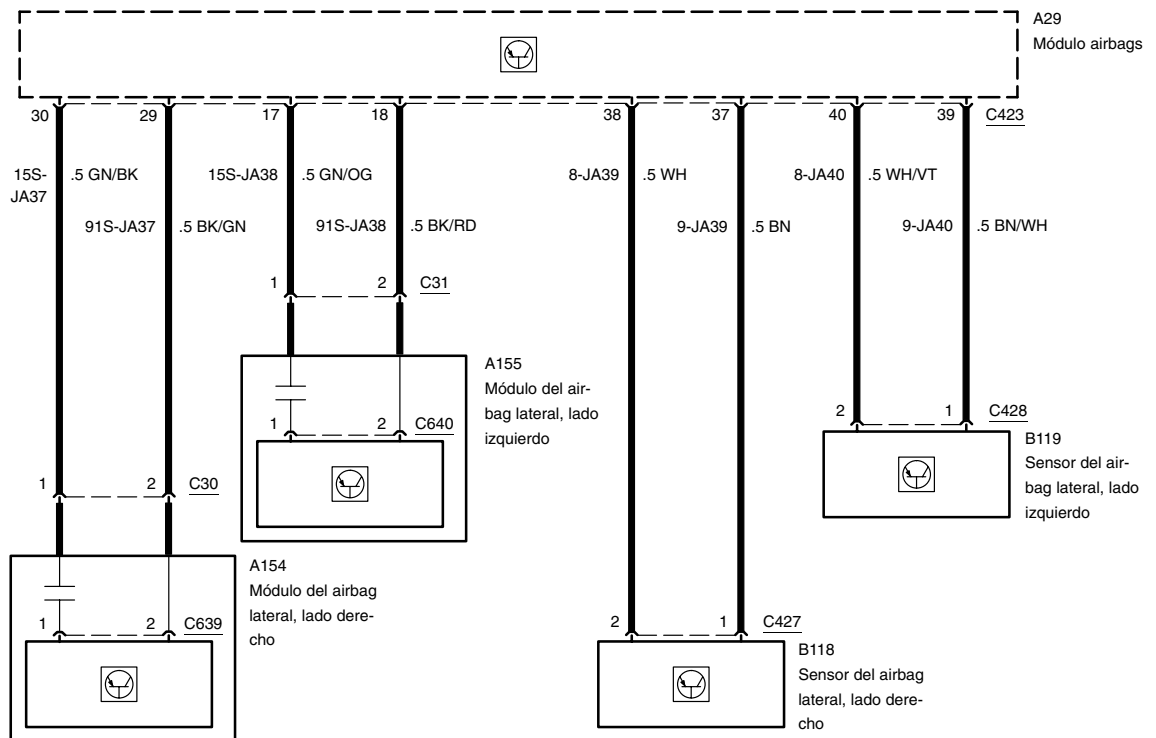 A29
Módulo airbags
30 29 17 18 38 37 40 39 C423
15S-
JA37
.5 GN/BK
15S-JA38 .5 GN/OG
8-JA39 .5 WH
8-JA40 .5 WH/VT
91S-JA37 .5 BK/GN
91S-JA38 .5 BK/RD
9-JA39 .5 BN
9-JA40 .5 BN/WH
1 2 C31
A155
Módulo del air-
bag lateral, lado
izquierdo
1 2 C640
2 1 C428
B119
Sensor del air-
bag lateral, lado
izquierdo
1 2 C30
A154
Módulo del airbag
lateral, lado dere-
cho
1 2 C639
2 1 C427
B118
Sensor del airbag
lateral, lado dere-
cho